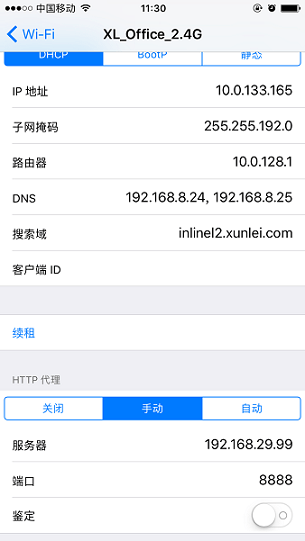 中国移动 11:30
Wi-Fi XL_Office_2.4G
DHCP BootP 静态
IP 地址 10.0.133.165
子网掩码 255.255.192.0
路由器 10.0.128.1
DNS 192.168.8.24, 192.168.8.25
搜索域 inlinel2.xunlei.com
客户端 ID
续租
HTTP 代理
关闭 手动 自动
服务器 192.168.29.99
端口 8888
鉴定